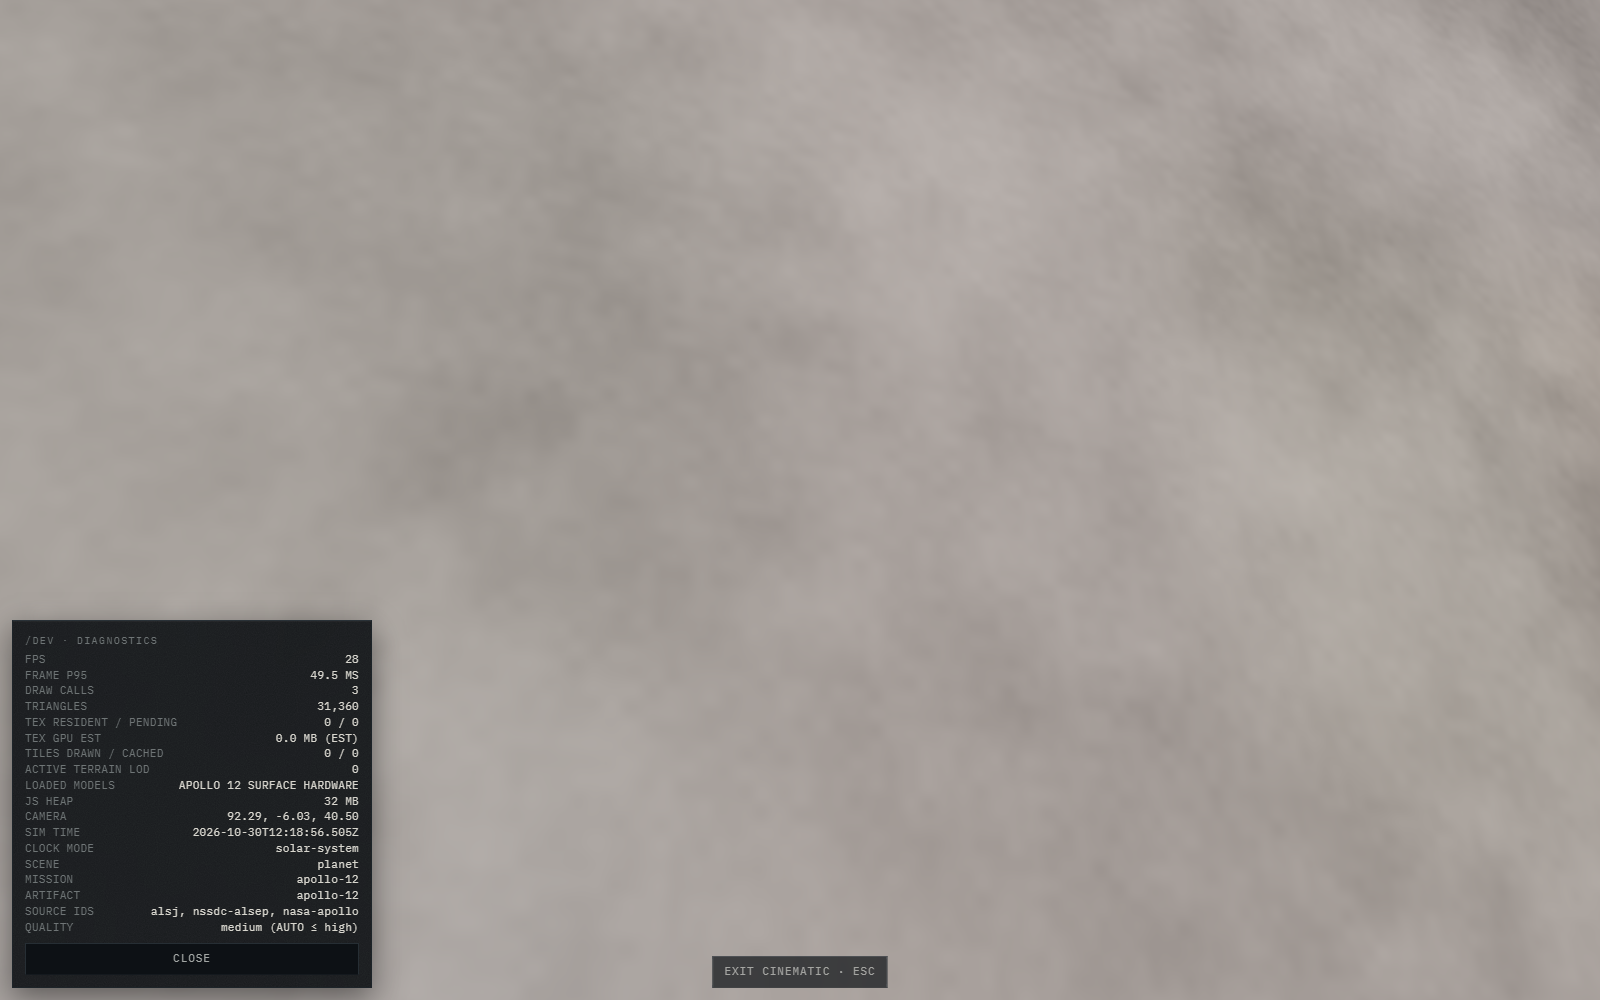 /DEV · DIAGNOSTICS
FPS 28
FRAME P95 49.5 MS
DRAW CALLS 3
TRIANGLES 31,360
TEX RESIDENT / PENDING 0 / 0
TEX GPU EST 0.0 MB (EST)
TILES DRAWN / CACHED 0 / 0
ACTIVE TERRAIN LOD 0
LOADED MODELS APOLLO 12 SURFACE HARDWARE
JS HEAP 32 MB
CAMERA 92.29, -6.03, 40.50
SIM TIME 2026-10-30T12:18:56.505Z
CLOCK MODE solar-system
SCENE planet
MISSION apollo-12
ARTIFACT apollo-12
SOURCE IDS alsj, nssdc-alsep, nasa-apollo
QUALITY medium (AUTO ≤ high)
CLOSE
EXIT CINEMATIC · ESC